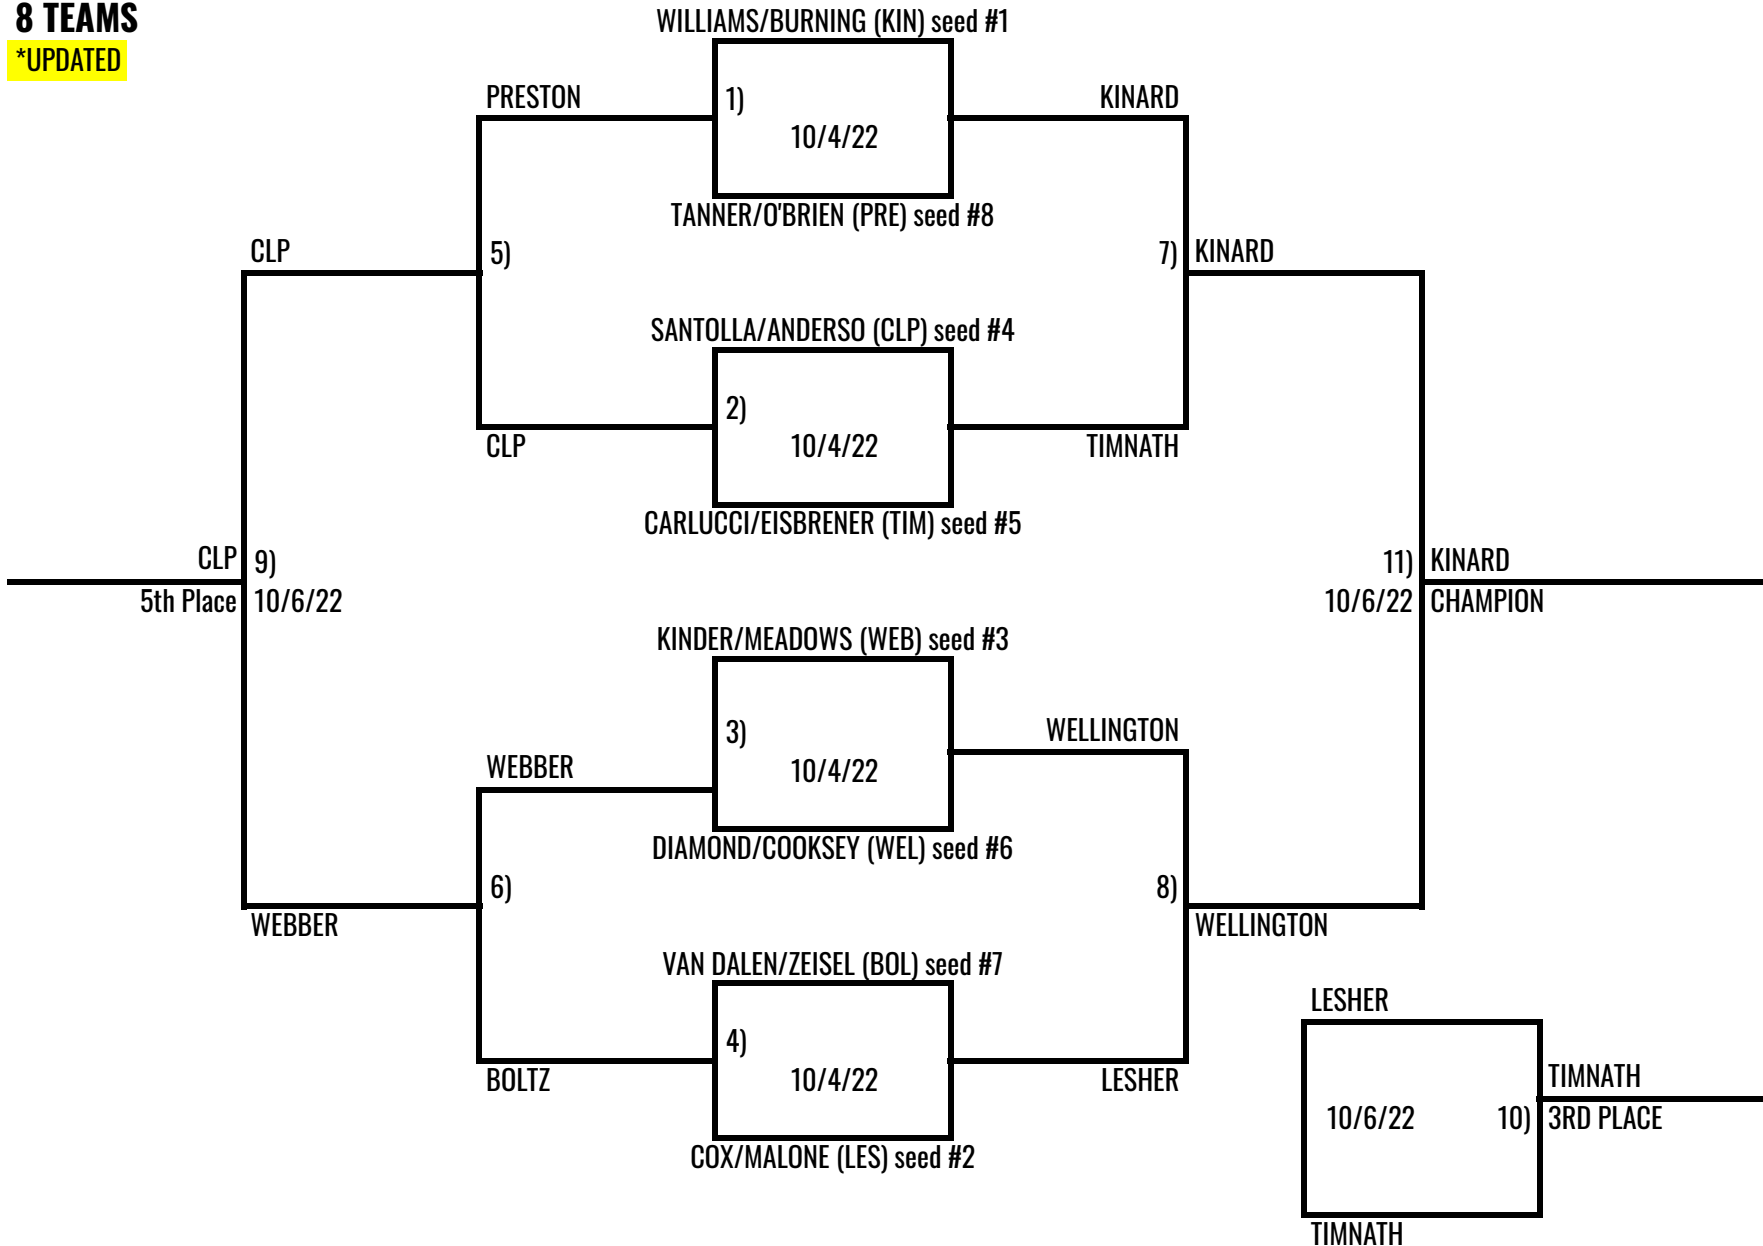 8 TEAMS
*UPDATED
WILLIAMS/BURNING (KIN) seed #1
PRESTON
1)
KINARD
10/4/22
TANNER/O'BRIEN (PRE) seed #8
CLP
5)
7)
KINARD
SANTOLLA/ANDERSO (CLP) seed #4
2)
10/4/22
CLP
TIMNATH
CARLUCCI/EISBRENER (TIM) seed #5
CLP
9)
5th Place
10/6/22
11)
KINARD
10/6/22
CHAMPION
KINDER/MEADOWS (WEB) seed #3
3)
WELLINGTON
WEBBER
10/4/22
DIAMOND/COOKSEY (WEL) seed #6
6)
8)
WEBBER
WELLINGTON
VAN DALEN/ZEISEL (BOL) seed #7
4)
BOLTZ
10/4/22
LESHER
COX/MALONE (LES) seed #2
LESHER
TIMNATH
10/6/22
10)
3RD PLACE
TIMNATH